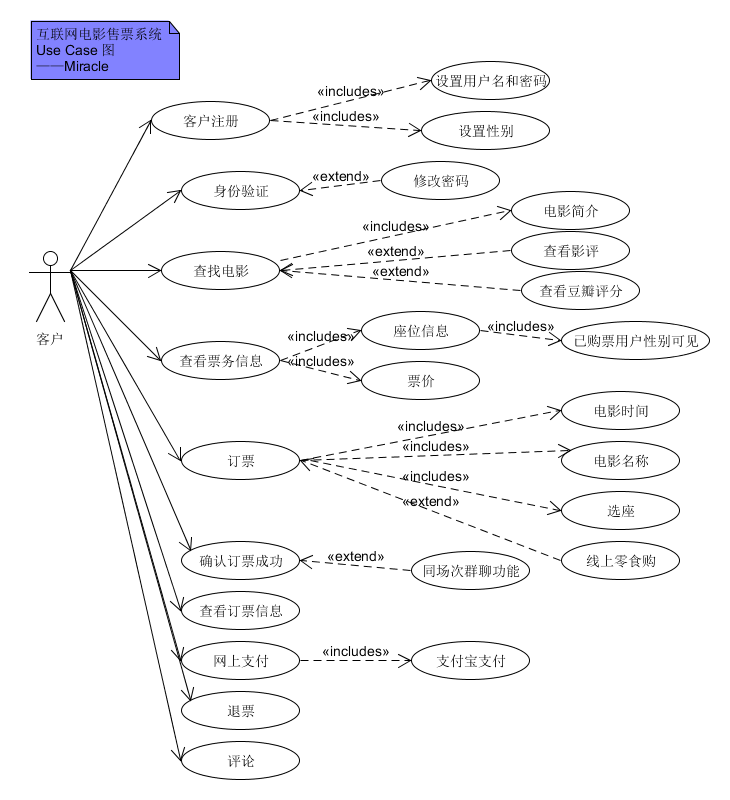 互联网电影售票系统
Use Case 图
——Miracle
«includes»
设置用户名和密码
客户注册
«includes»
设置性别
身份验证
«extend»
修改密码
«includes»
电影简介
查找电影
«extend»
查看影评
«extend»
查看豆瓣评分
客户
查看票务信息
«includes»
座位信息
«includes»
已购票用户性别可见
«includes»
票价
订票
«includes»
电影时间
«includes»
电影名称
«includes»
选座
«extend»
线上零食购
确认订票成功
«extend»
同场次群聊功能
查看订票信息
网上支付
«includes»
支付宝支付
退票
评论